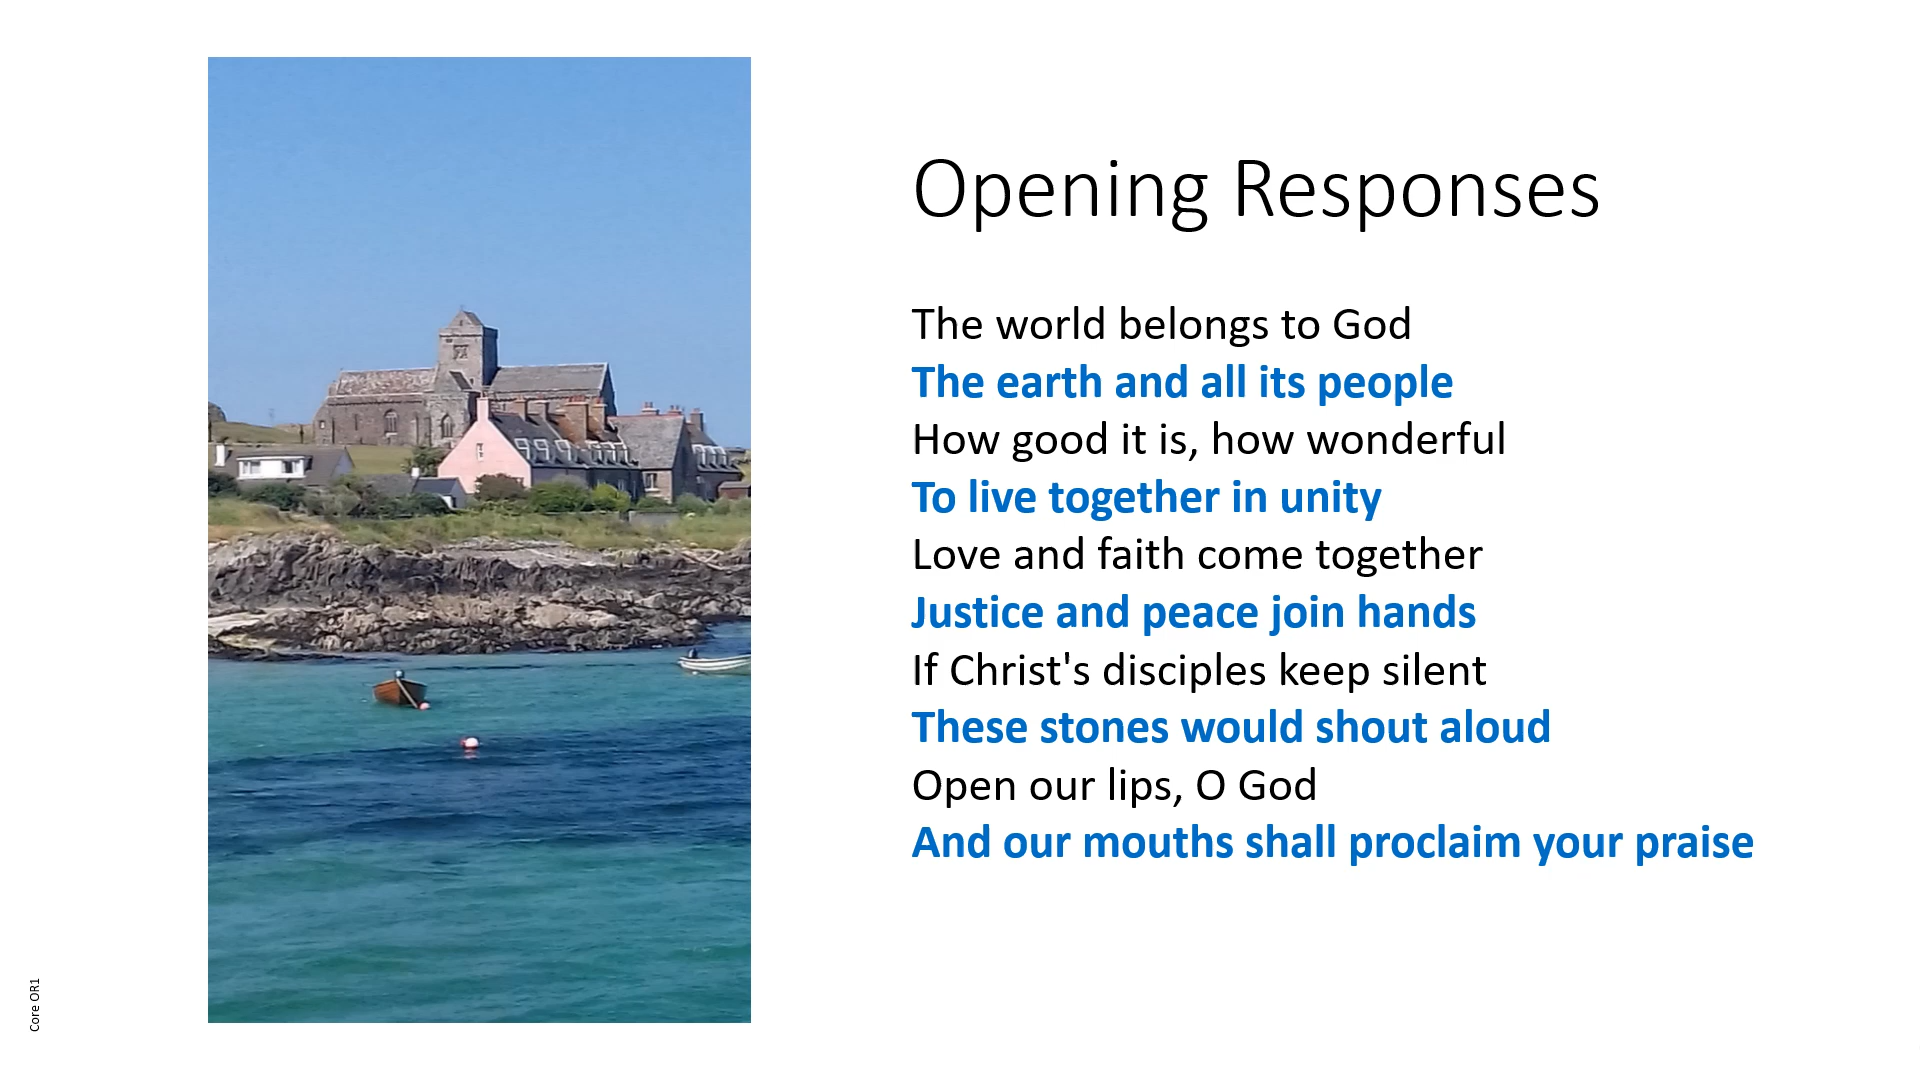 Opening Responses
The world belongs to God
The earth and all its people
How good it is, how wonderful
To live together in unity
Love and faith come together
Justice and peace join hands
If Christ's disciples keep silent
These stones would shout aloud
Open our lips, O God
And our mouths shall proclaim your praise
Core OR1